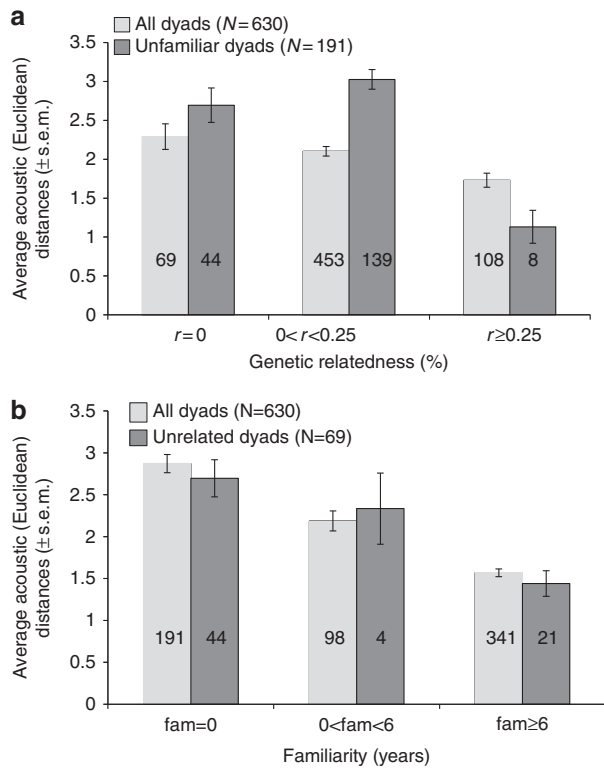 a
All dyads (N=630)
Unfamiliar dyads (N=191)
Average acoustic (Euclidean)
distances (± s.e.m.)
3.5
3
2.5
2
1.5
1
0.5
0
69 44 453 139 108 8
r=0 0<r<0.25 r≥0.25
Genetic relatedness (%)
b
All dyads (N=630)
Unrelated dyads (N=69)
Average acoustic (Euclidean)
distances (± s.e.m.)
3.5
3
2.5
2
1.5
1
0.5
0
191 44 98 4 341 21
fam=0 0<fam<6 fam≥6
Familiarity (years)